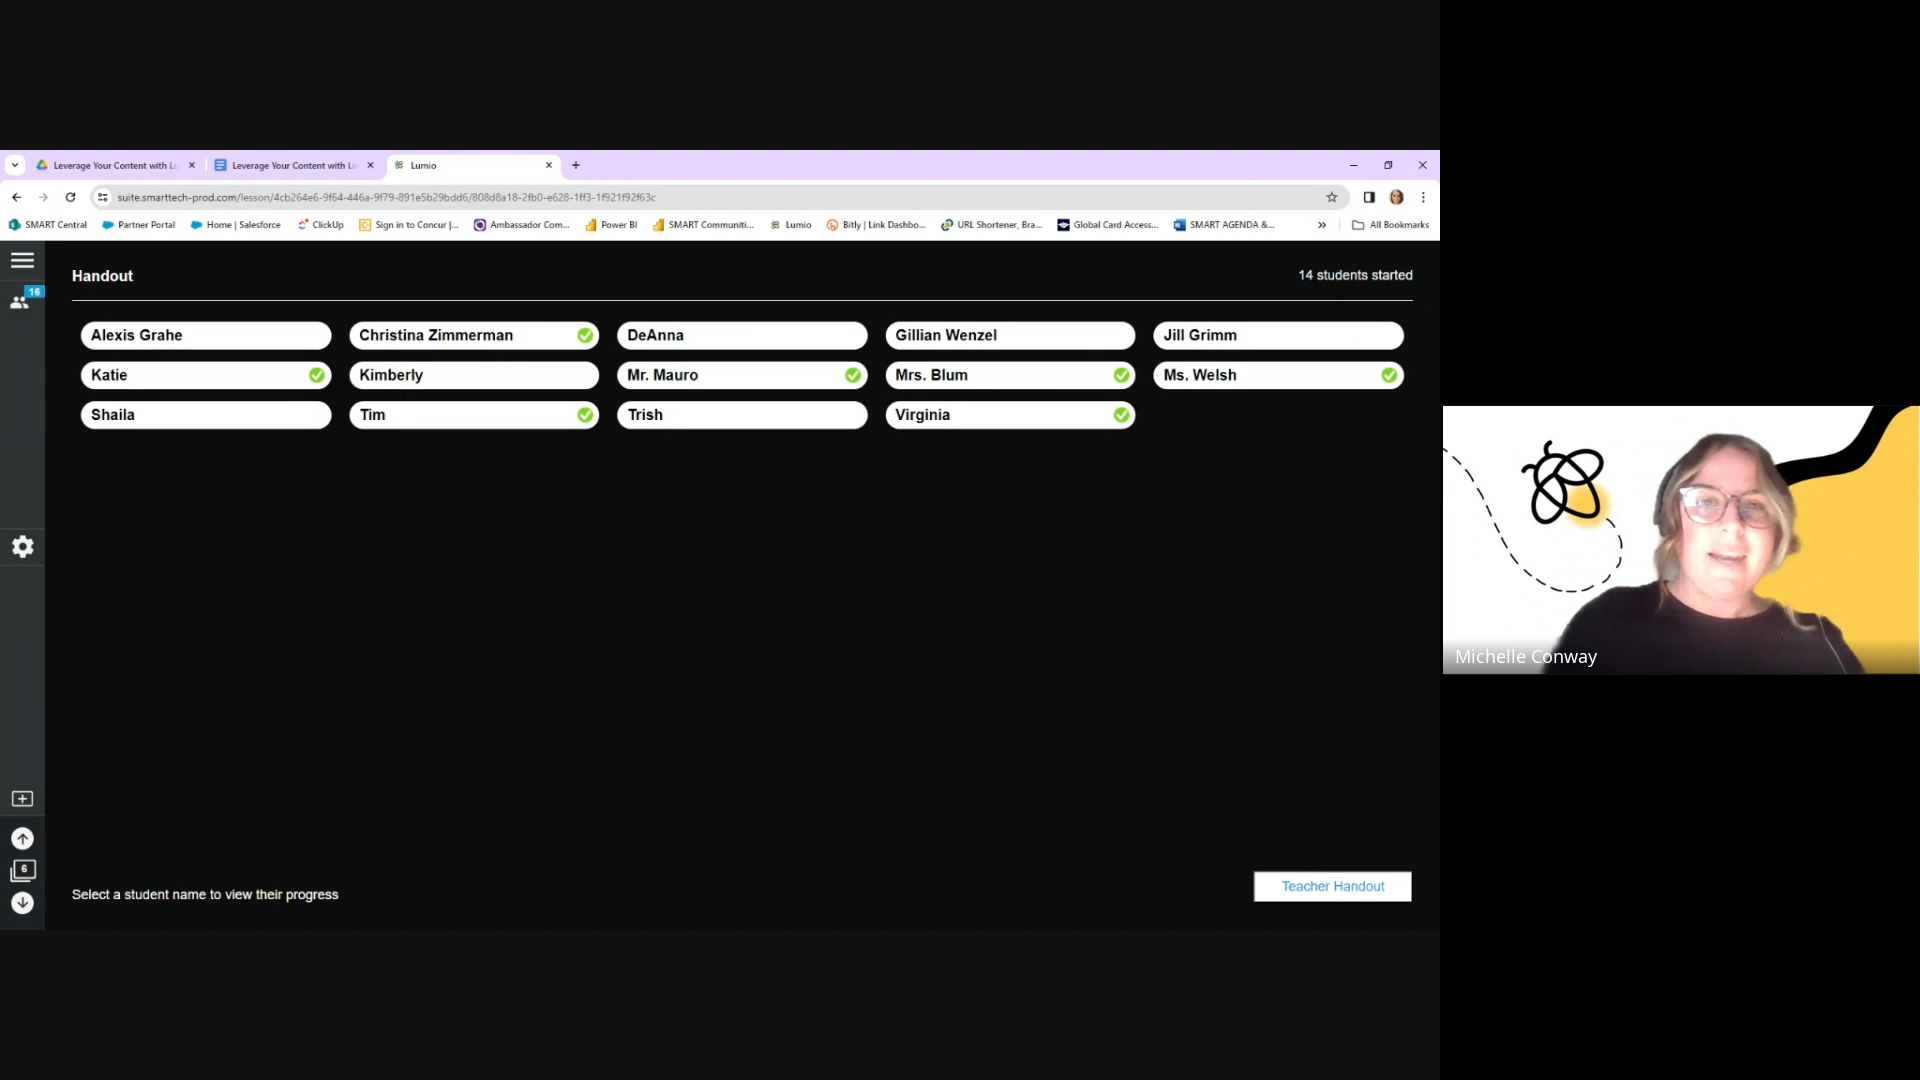 Leverage Your Content with Lu
Leverage Your Content with Lu
Lumio
suite.smarttech-prod.com/lesson/4cb264e6-9f64-446a-9f79-891e5b29bdd6/808d8a18-2fb0-e628-1ff3-1f921f92f63c
SMART Central
Partner Portal
Home | Salesforce
ClickUp
Sign in to Concur |...
Ambassador Com...
Power BI
SMART Communiti...
Lumio
Bitly | Link Dashbo...
URL Shortener, Bra...
Global Card Access...
SMART AGENDA &...
All Bookmarks
16
Handout
14 students started
Alexis Grahe
Christina Zimmerman
DeAnna
Gillian Wenzel
Jill Grimm
Katie
Kimberly
Mr. Mauro
Mrs. Blum
Ms. Welsh
Shaila
Tim
Trish
Virginia
6
Select a student name to view their progress
Teacher Handout
Michelle Conway